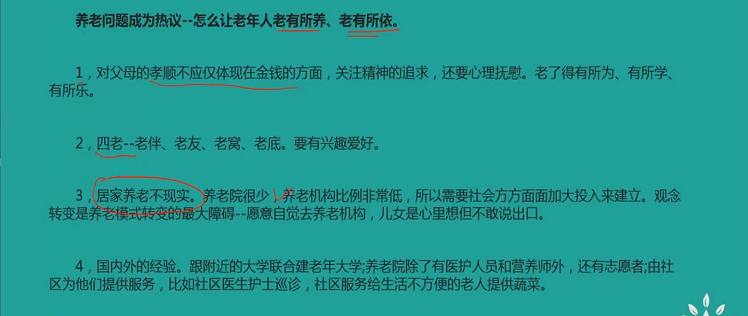 养老问题成为热议--怎么让老年人老有所养、老有所依。
1，对父母的孝顺不应仅体现在金钱的方面，关注精神的追求，还要心理抚慰。老了得有所为、有所学、
有所乐。
2，四老--老伴、老友、老窝、老底。要有兴趣爱好。
3，居家养老不现实。养老院很少，养老机构比例非常低，所以需要社会方方面面加大投入来建立。观念
转变是养老模式转变的最大障碍--愿意自觉去养老机构，儿女是心里想但不敢说出口。
4，国内外的经验。跟附近的大学联合建老年大学;养老院除了有医护人员和营养师外，还有志愿者;由社
区为他们提供服务，比如社区医生护士巡诊，社区服务给生活不方便的老人提供蔬菜。